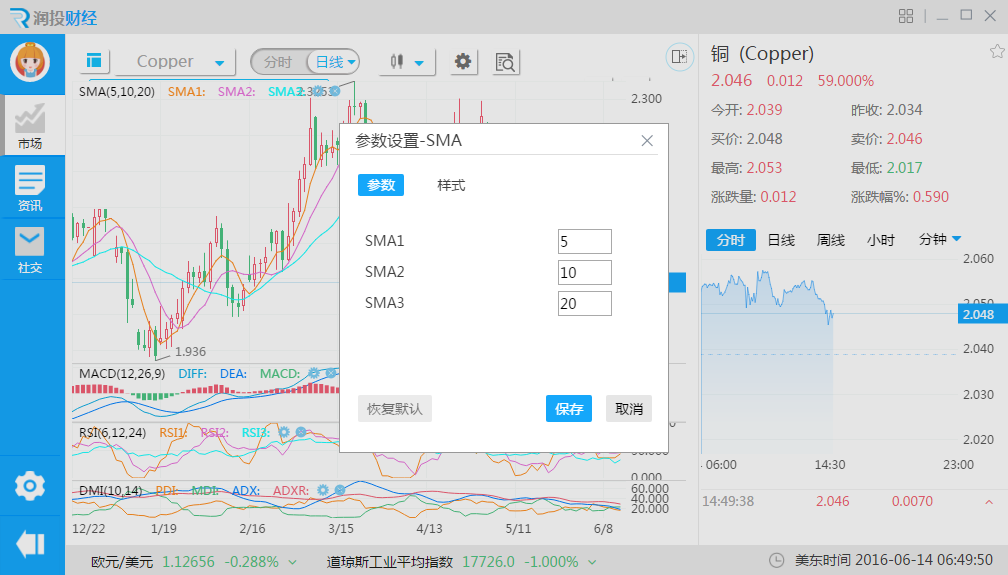 润投财经
市场
资讯
社交
Copper
分时
日线
SMA(5,10,20) SMA1: SMA2: SMA3:
2.300
1.936
MACD(12,26,9) DIFF: DEA: MACD:
RSI(6,12,24) RSI1: RSI2: RSI3:
0.000
DMI(10,14) PDI: MDI: ADX: ADXR:
60.000
40.000
20.000
12/22 1/19 2/16 3/15 4/13 5/11 6/8
参数设置-SMA
参数 样式
SMA1 5
SMA2 10
SMA3 20
恢复默认 保存 取消
铜 (Copper)
2.046 0.012 59.000%
今开: 2.039 昨收: 2.034
买价: 2.048 卖价: 2.046
最高: 2.053 最低: 2.017
涨跌量: 0.012 涨跌幅%: 0.590
分时 日线 周线 小时 分钟
2.060
2.050
2.048
2.040
2.030
2.020
06:00 14:30 23:00
14:49:38 2.046 0.0070
欧元/美元 1.12656 -0.288% 道琼斯工业平均指数 17726.0 -1.000% 美东时间 2016-06-14 06:49:50